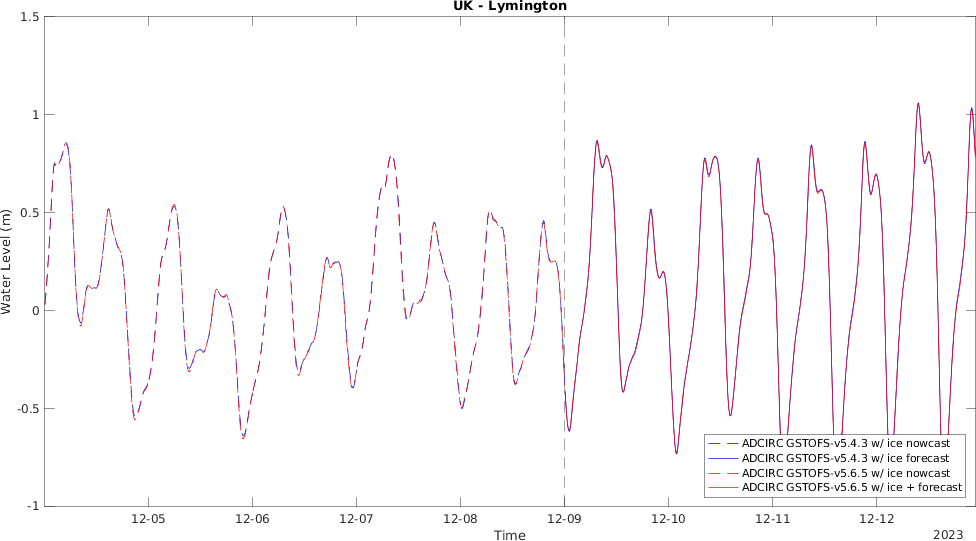 UK - Lymington
1.5
1
0.5
0
-0.5
-1
Water Level (m)
12-05 12-06 12-07 12-08 12-09 12-10 12-11 12-12
Time
2023
ADCIRC GSTOFS-v5.4.3 w/ ice nowcast
ADCIRC GSTOFS-v5.4.3 w/ ice forecast
ADCIRC GSTOFS-v5.6.5 w/ ice nowcast
ADCIRC GSTOFS-v5.6.5 w/ ice + forecast